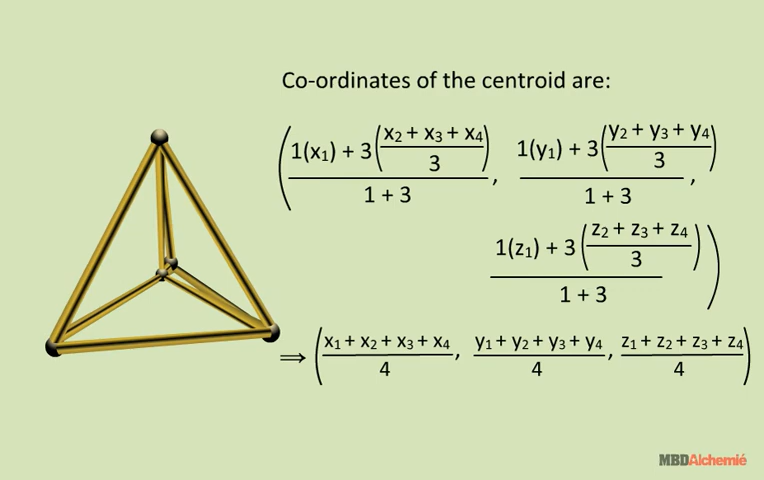 Co-ordinates of the centroid are:
(1(x₁) + 3((x₂ + x₃ + x₄)/3)/(1 + 3), 1(y₁) + 3((y₂ + y₃ + y₄)/3)/(1 + 3),
1(z₁) + 3((z₂ + z₃ + z₄)/3)/(1 + 3))
⟹ ((x₁ + x₂ + x₃ + x₄)/4, (y₁ + y₂ + y₃ + y₄)/4, (z₁ + z₂ + z₃ + z₄)/4)
MBDAlchemié